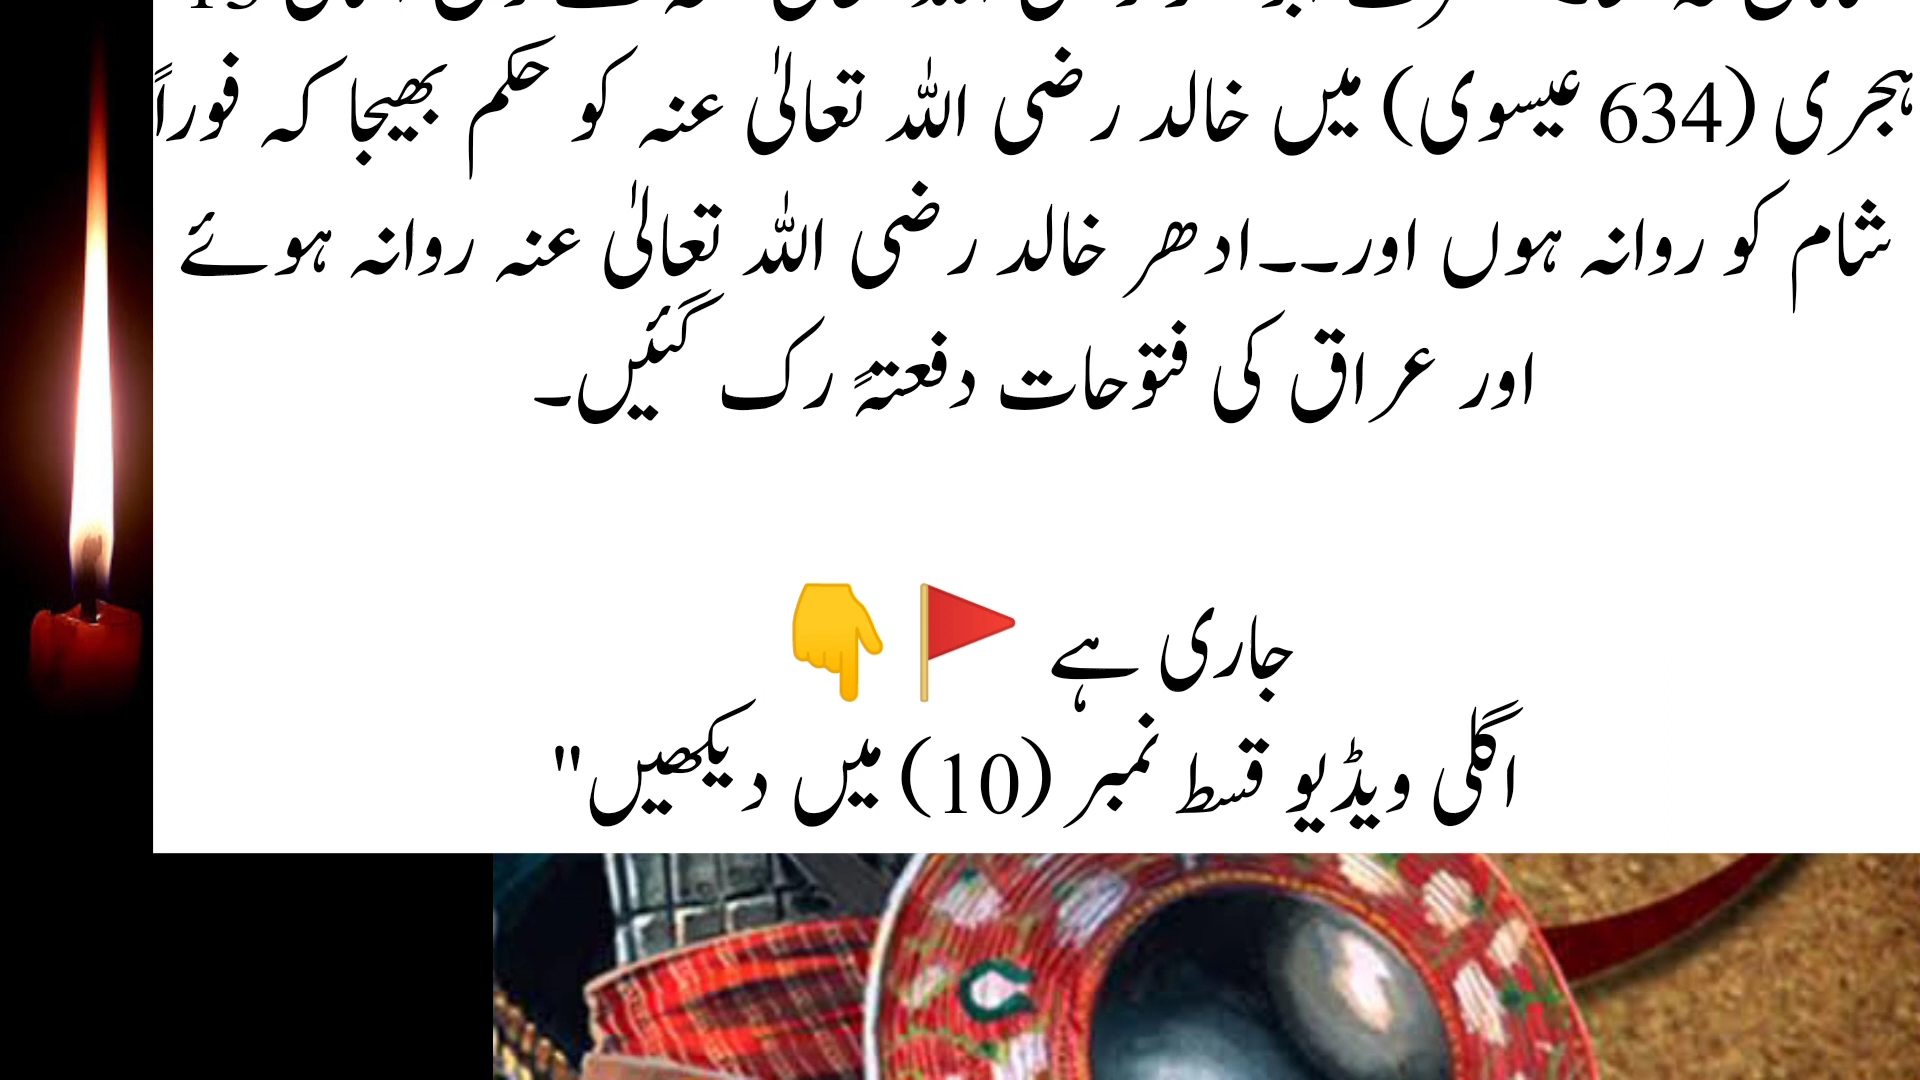 ہجری (634 عیسوی) میں خالد رضی اللہ تعالیٰ عنہ کو حکم بھیجا کہ فوراً
شام کو روانہ ہوں اور۔۔ادھر خالد رضی اللہ تعالیٰ عنہ روانہ ہوئے
اور عراق کی فتوحات دفعتہً رک گئیں۔
جاری ہے 🚩👇
اگلی ویڈیو قسط نمبر (10) میں دیکھیں"